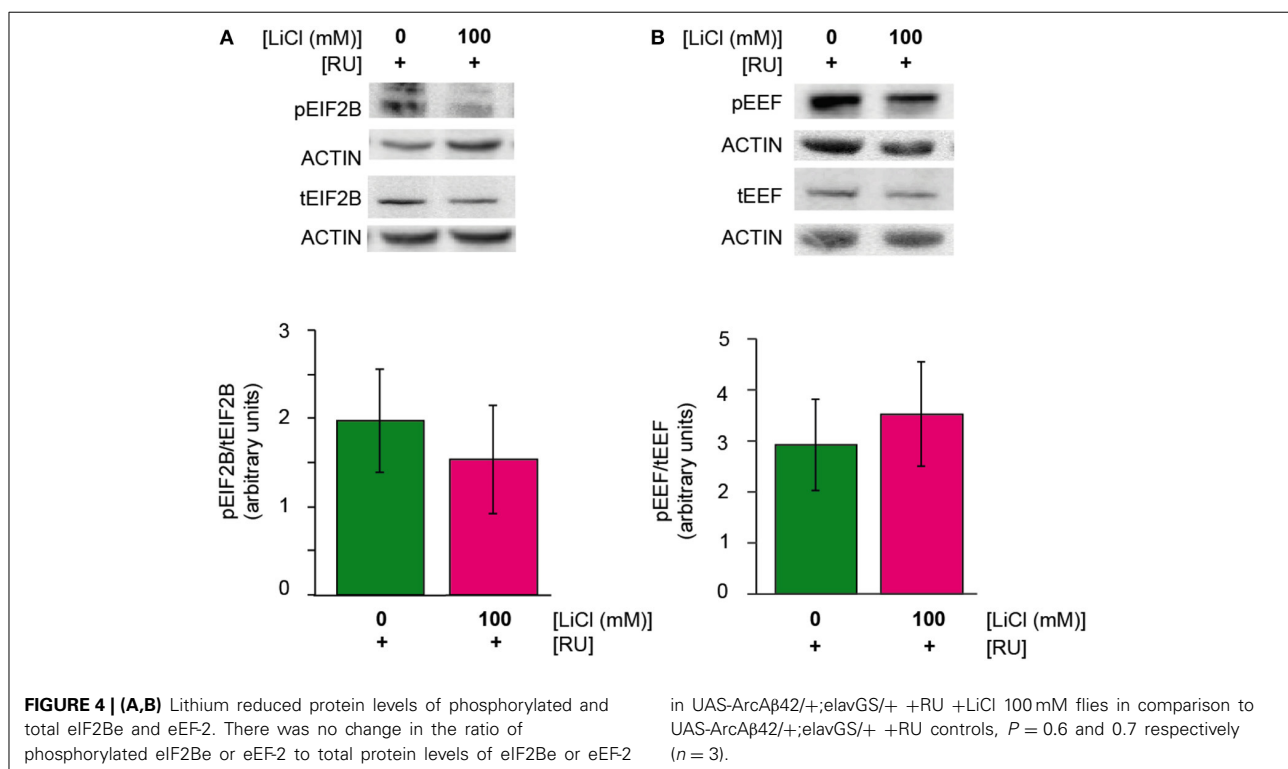 A [LiCl (mM)] 0 100
[RU] + +
pEIF2B
ACTIN
tEIF2B
ACTIN
3
2
1
0
pEIF2B/tEIF2B
(arbitrary units)
0 100 [LiCl (mM)]
+ + [RU]
B [LiCl (mM)] 0 100
[RU] + +
pEEF
ACTIN
tEEF
ACTIN
5
4
3
2
1
0
pEEF/tEEF
(arbitrary units)
0 100 [LiCl (mM)]
+ + [RU]
FIGURE 4 | (A,B) Lithium reduced protein levels of phosphorylated and
total eIF2Be and eEF-2. There was no change in the ratio of
phosphorylated eIF2Be or eEF-2 to total protein levels of eIF2Be or eEF-2
in UAS-ArcAβ42/+;elavGS/+ +RU +LiCl 100 mM flies in comparison to
UAS-ArcAβ42/+;elavGS/+ +RU controls, P = 0.6 and 0.7 respectively
(n = 3).